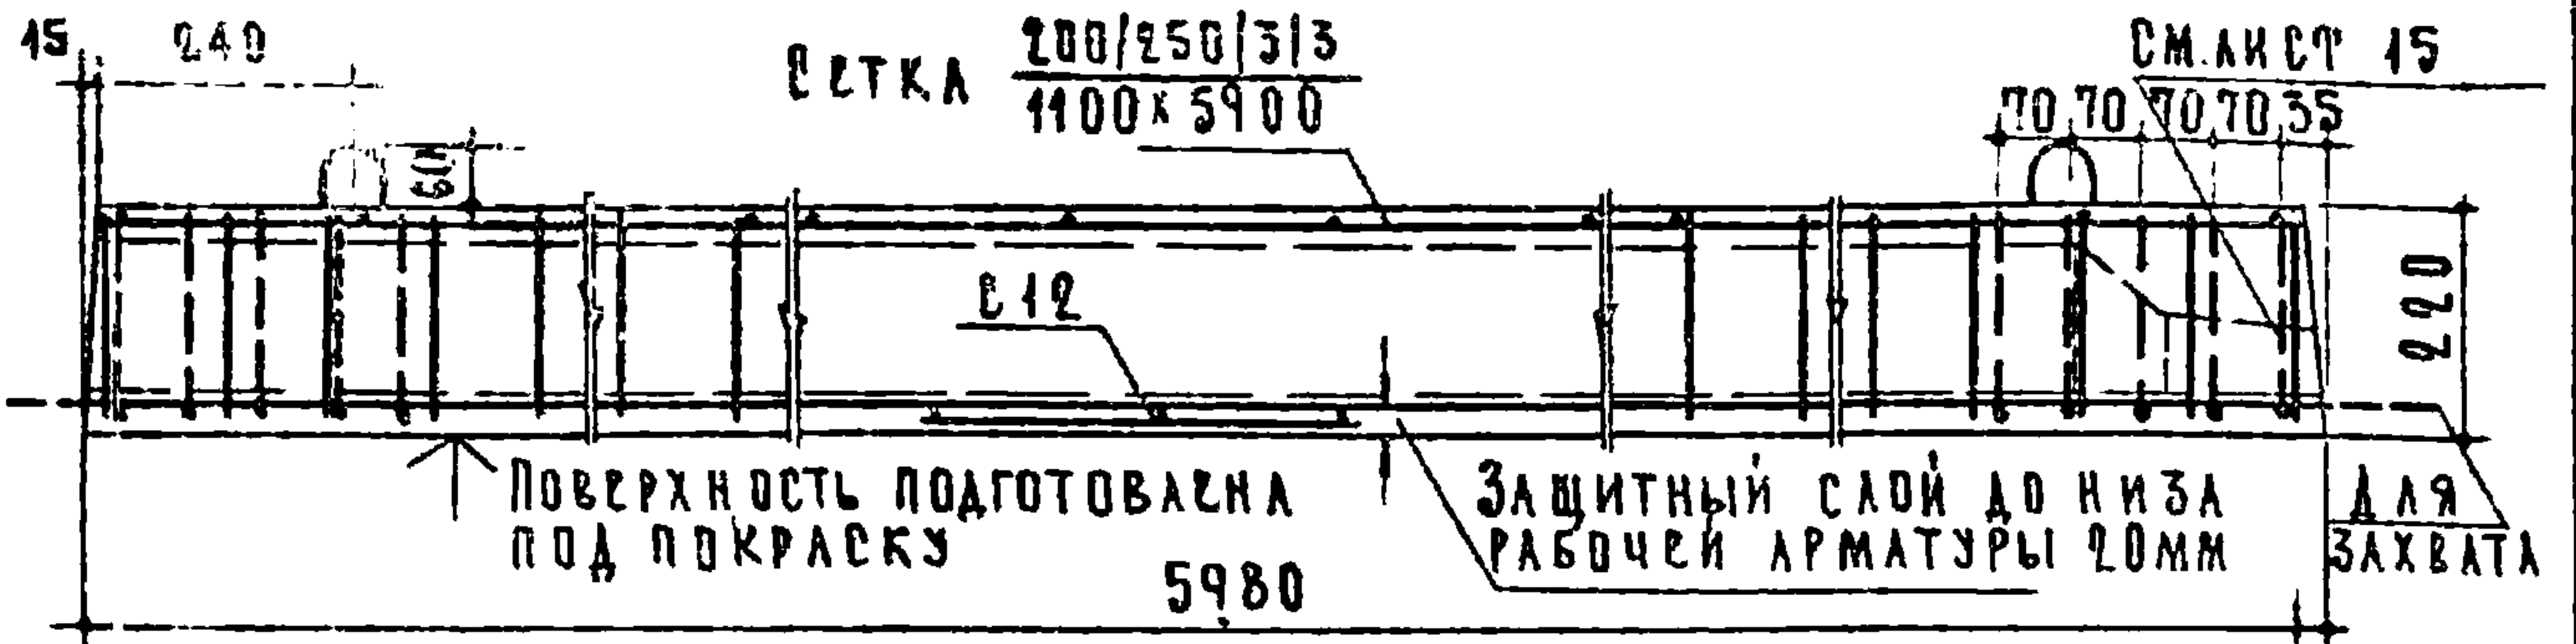 15
240
СЕТКА 200/250/3/3
1100х5900
СМ.ЛИСТ 15
70 70 70 70 35
60
С12
220
ПОВЕРХНОСТЬ ПОДГОТОВЛЕНА
ПОД ПОКРАСКУ
ЗАЩИТНЫЙ СЛОЙ ДО НИЗА
РАБОЧЕЙ АРМАТУРЫ 20ММ
ДЛЯ
ЗАХВАТА
5980